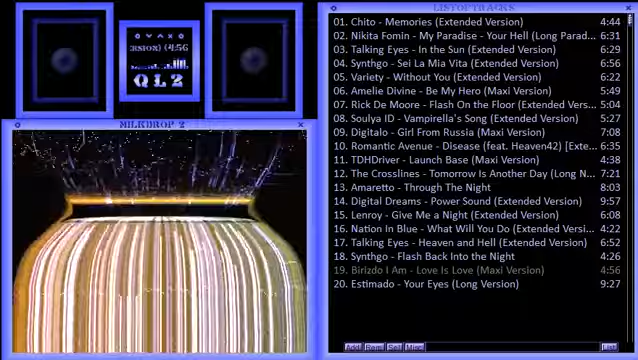 RSION) (4:56
MILKDROP 2
LIST OF TRACKS
01. Chito - Memories (Extended Version) 4:44
02. Nikita Fomin - My Paradise - Your Hell (Long Parad... 6:31
03. Talking Eyes - In the Sun (Extended Version) 6:29
04. Synthgo - Sei La Mia Vita (Extended Version) 6:56
05. Variety - Without You (Extended Version) 6:22
06. Amelie Divine - Be My Hero (Maxi Version) 5:49
07. Rick De Moore - Flash On the Floor (Extended Vers... 5:04
08. Soulya ID - Vampirella's Song (Extended Version) 5:27
09. Digitalo - Girl From Russia (Maxi Version) 7:08
10. Romantic Avenue - Disease (feat. Heaven42) [Exte... 6:35
11. TDHDriver - Launch Base (Maxi Version) 4:38
12. The Crosslines - Tomorrow Is Another Day (Long N... 7:21
13. Amaretto - Through The Night 8:03
14. Digital Dreams - Power Sound (Extended Version) 9:57
15. Lenroy - Give Me a Night (Extended Version) 6:08
16. Nation In Blue - What Will You Do (Extended Versi... 4:22
17. Talking Eyes - Heaven and Hell (Extended Version) 6:52
18. Synthgo - Flash Back Into the Night 4:26
19. Birizdo I Am - Love Is Love (Maxi Version) 4:56
20. Estimado - Your Eyes (Long Version) 9:27
Add Rem Sel Misc List